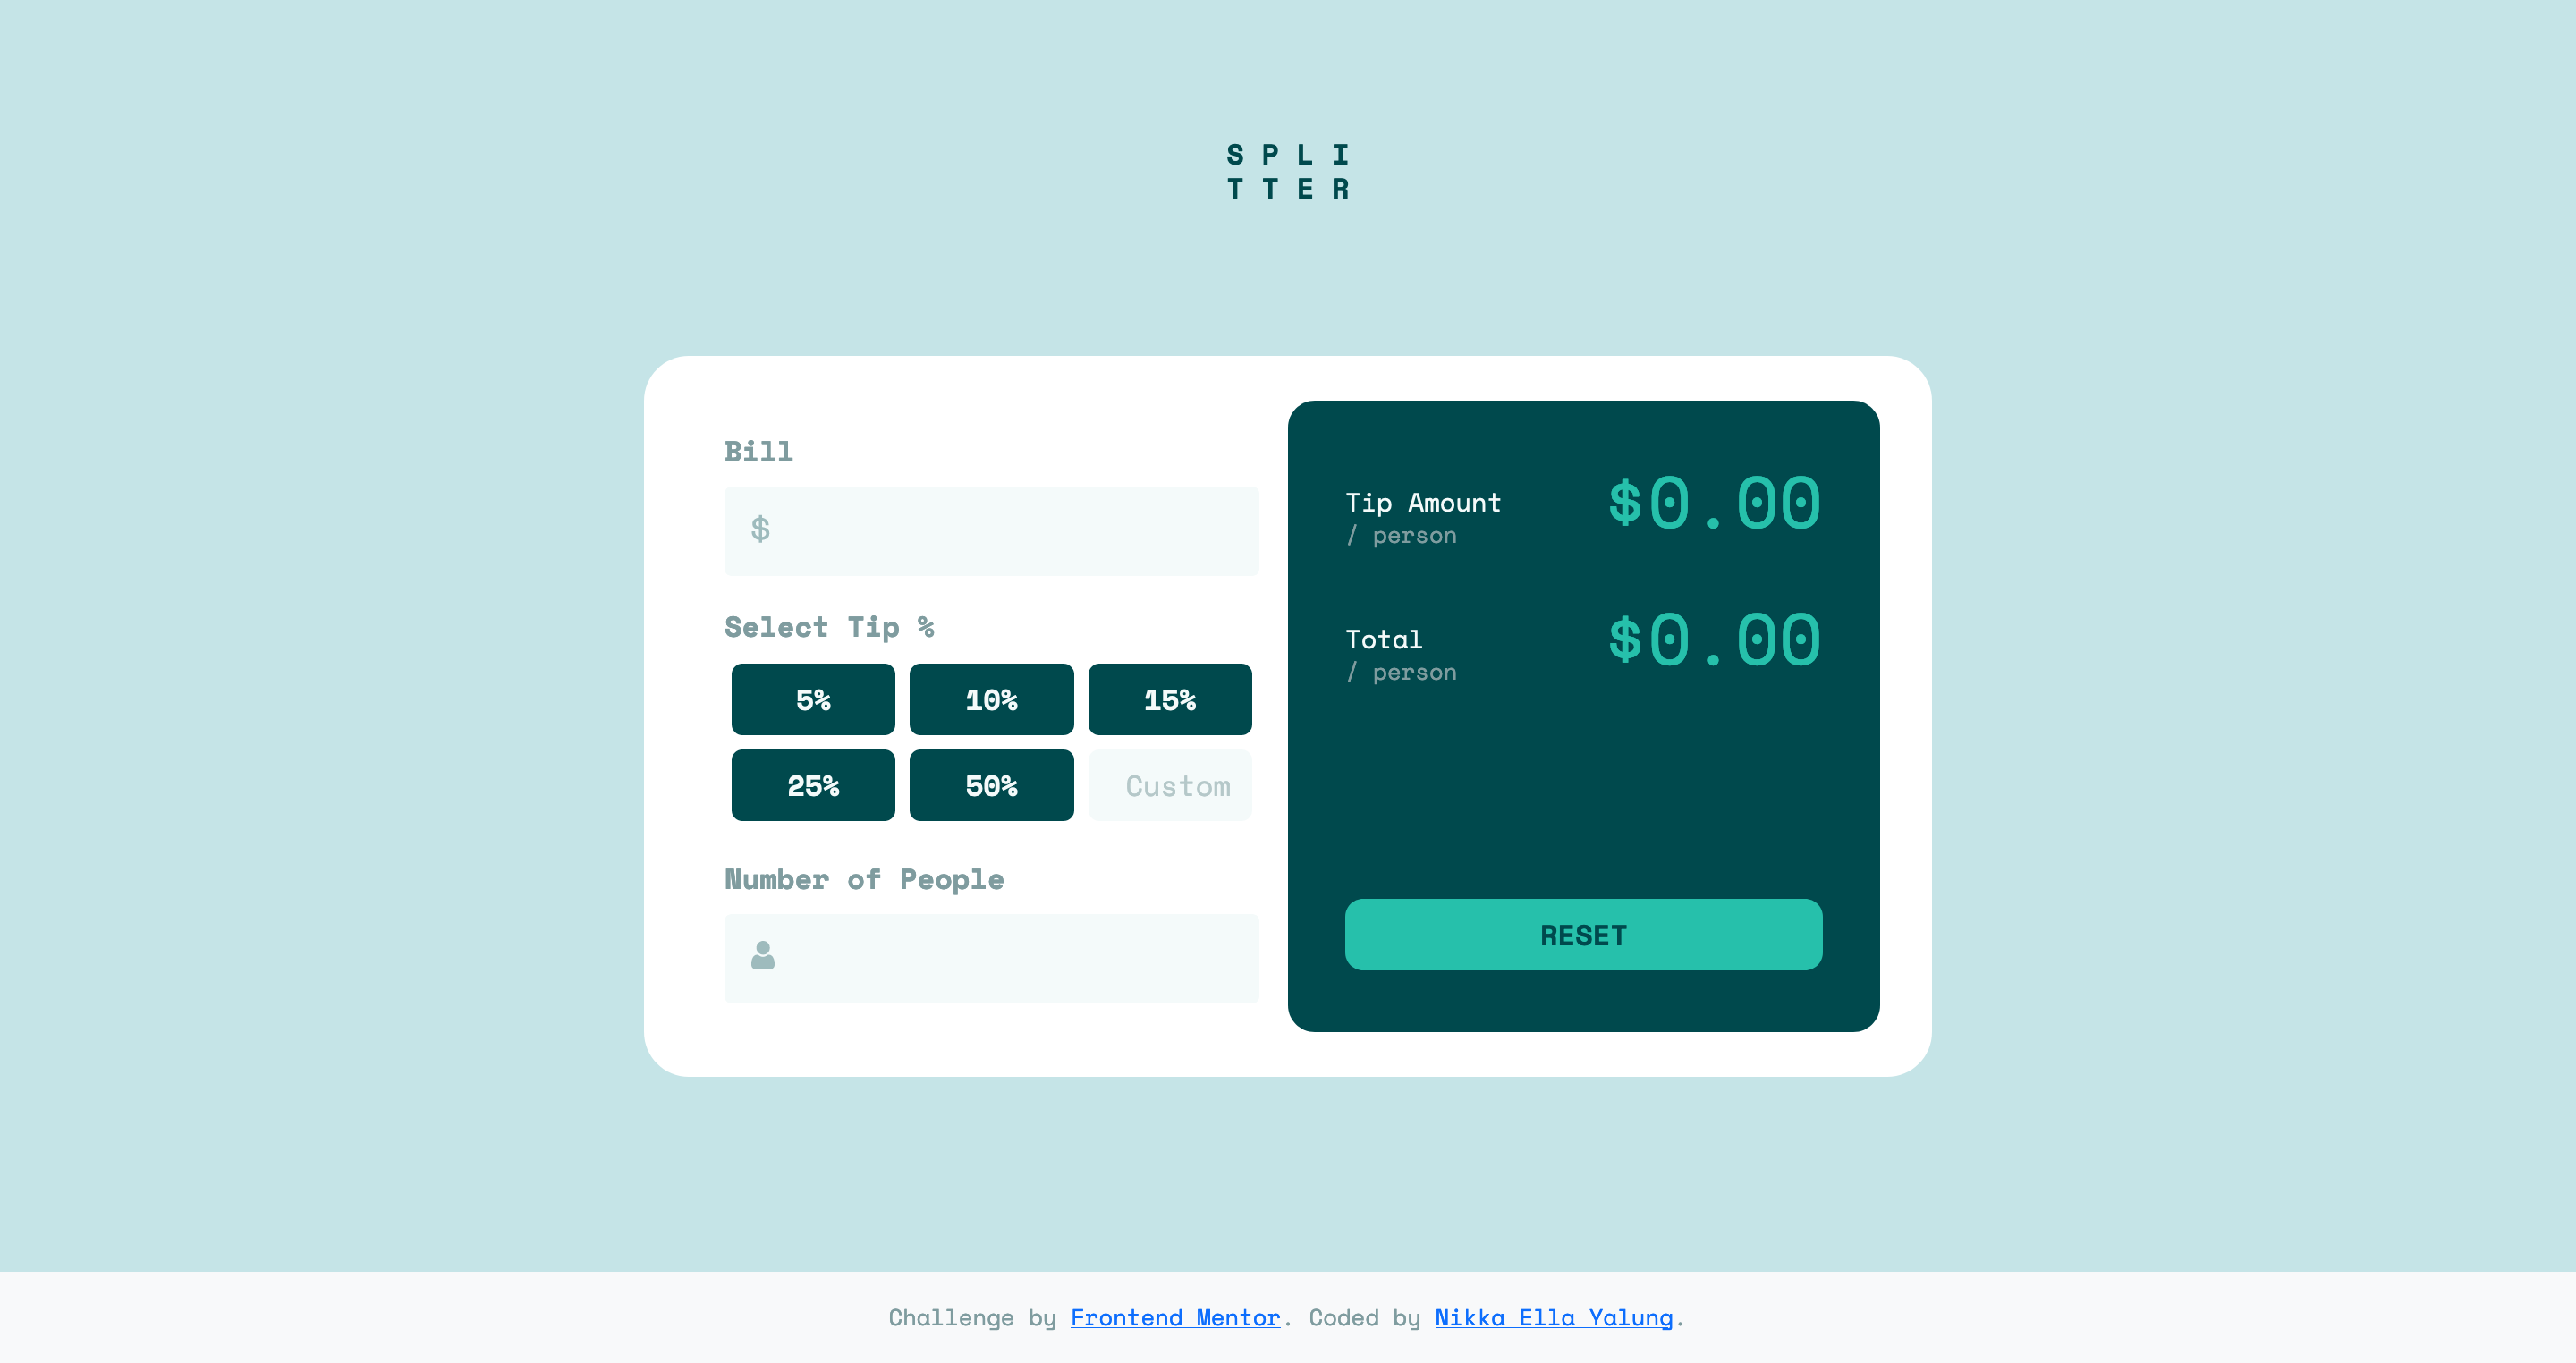 S P L I
T T E R
Bill
$
Select Tip %
5% 10% 15%
25% 50% Custom
Number of People
Tip Amount $0.00
/ person
Total $0.00
/ person
RESET
Challenge by Frontend Mentor. Coded by Nikka Ella Yalung.